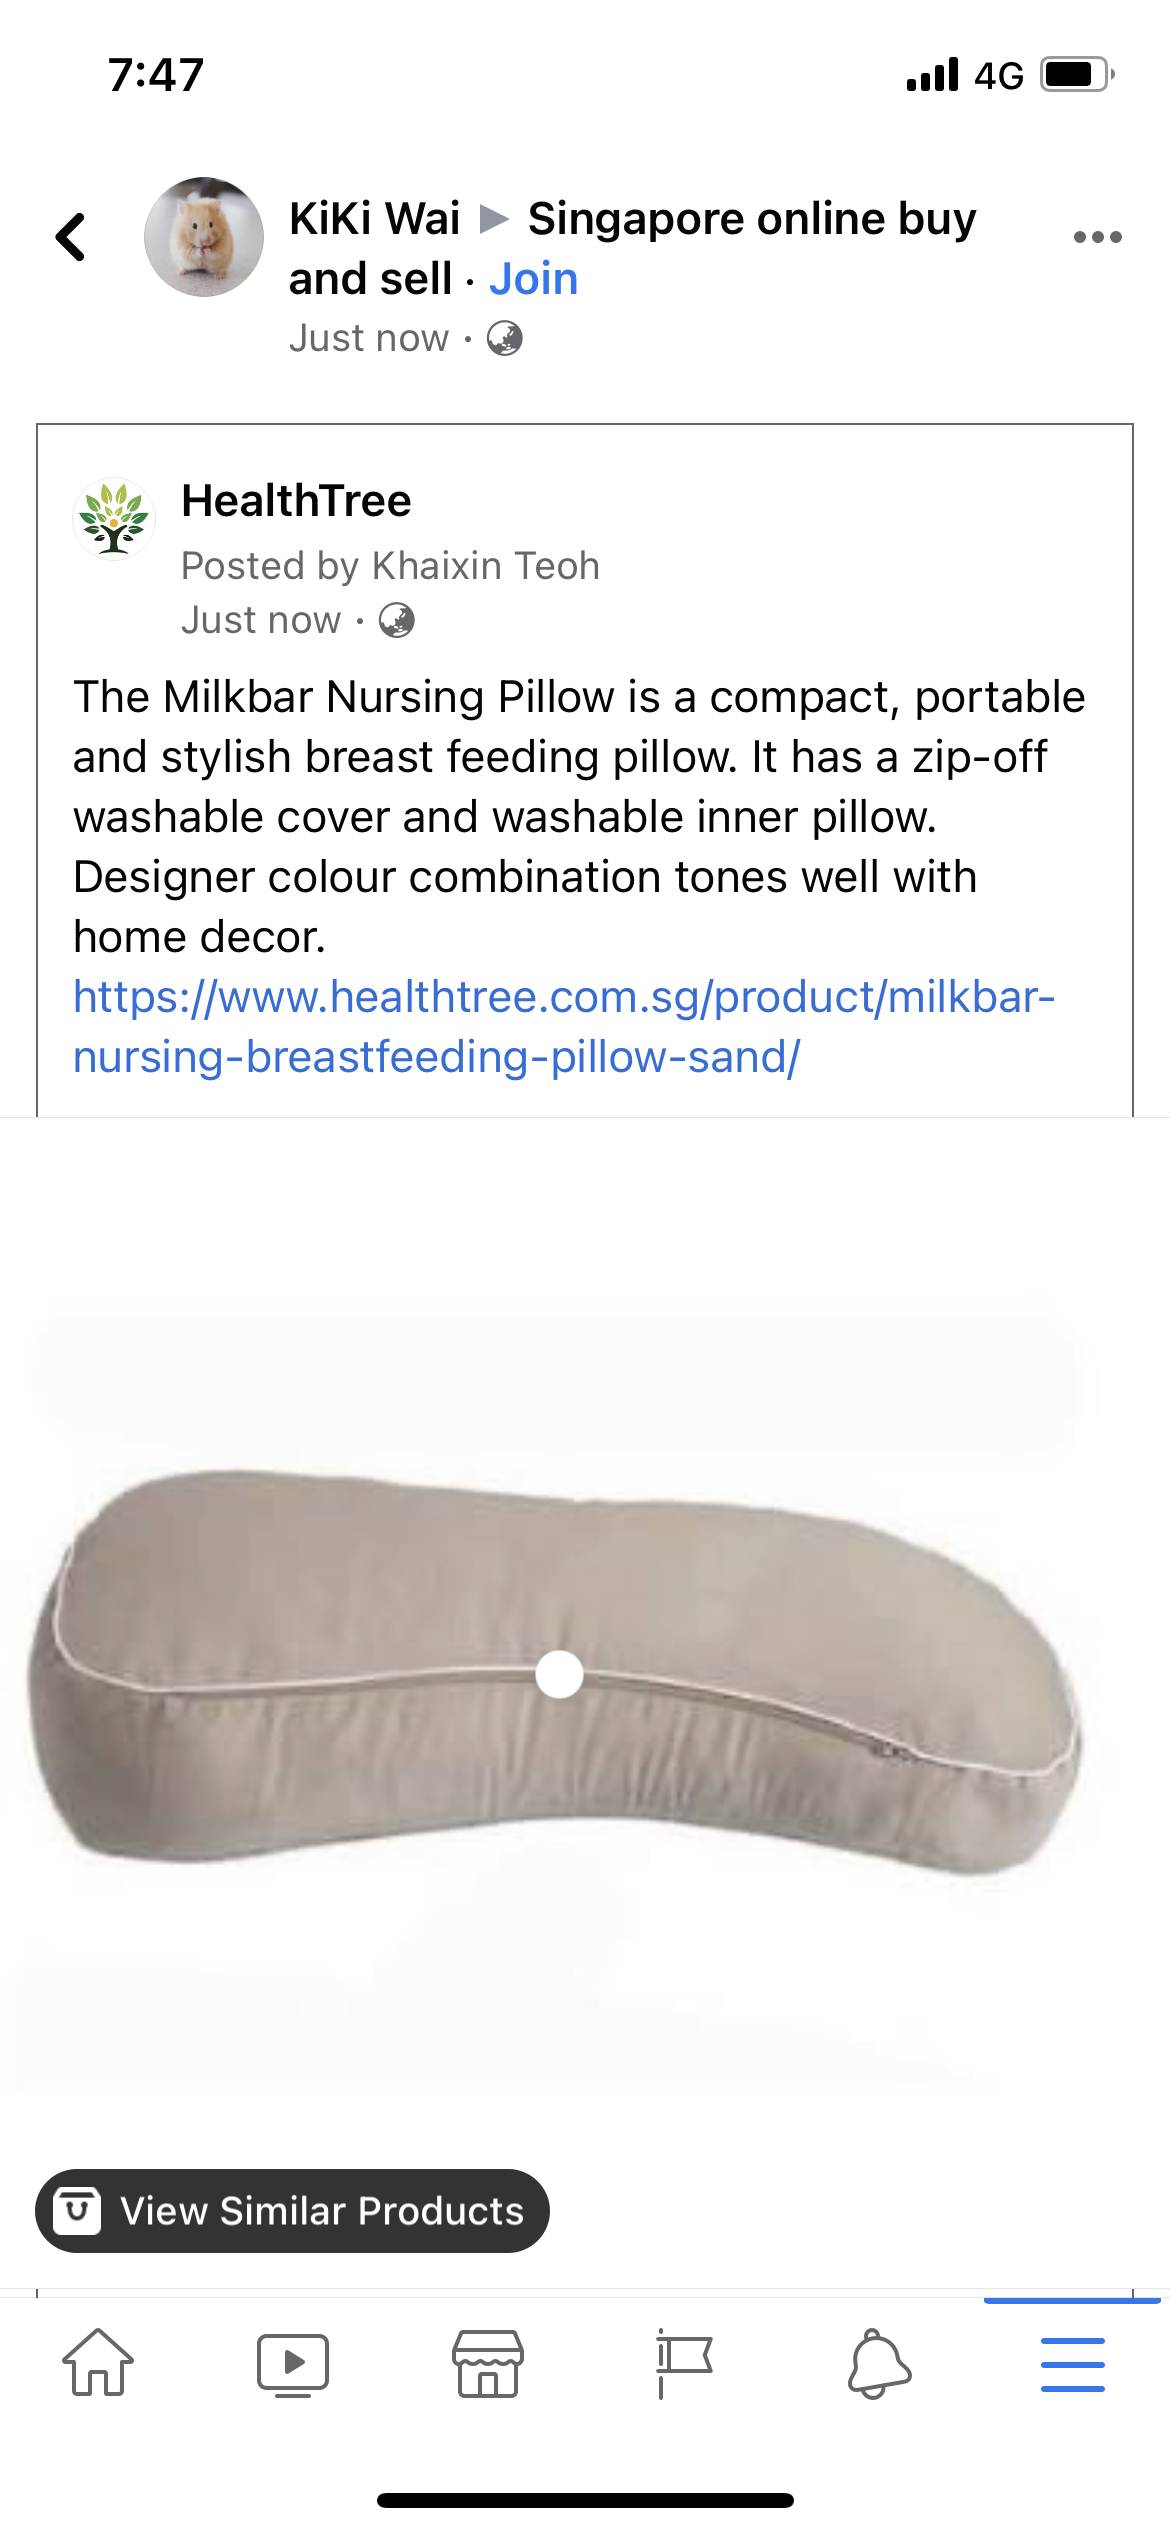 7:47
4G
KiKi Wai ▶ Singapore online buy
and sell · Join
Just now ·
HealthTree
Posted by Khaixin Teoh
Just now ·
The Milkbar Nursing Pillow is a compact, portable
and stylish breast feeding pillow. It has a zip-off
washable cover and washable inner pillow.
Designer colour combination tones well with
home decor.
https://www.healthtree.com.sg/product/milkbar-
nursing-breastfeeding-pillow-sand/
View Similar Products